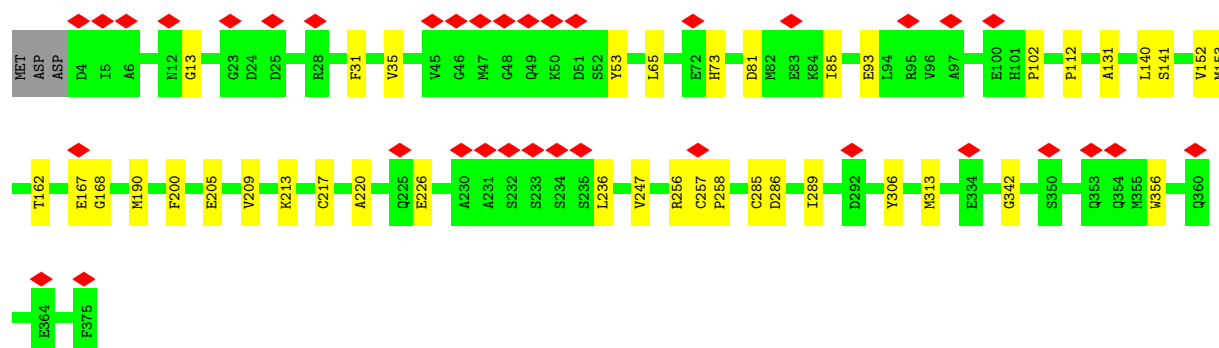 MET ASP ASP D4 I5 A6 N12 G13 G23 D24 D25 R28 F31 V35 V45 G46 M47 G48 Q49 K50 D51 S52 Y53 L65 E72 H73 D81 M82 E83 K84 I85 E93 L94 R95 V96 A97 E100 H101 P102 P112 A131 L140 S141 V152 M153
T162 E167 G168 M190 F200 E205 V209 K213 C217 A220 Q225 E226 A230 A231 S232 S233 S234 S235 L236 V247 R256 C257 P258 C285 D286 I289 D292 Y306 M313 E334 G342 S350 Q353 Q354 M355 W356 Q360
E364 F375